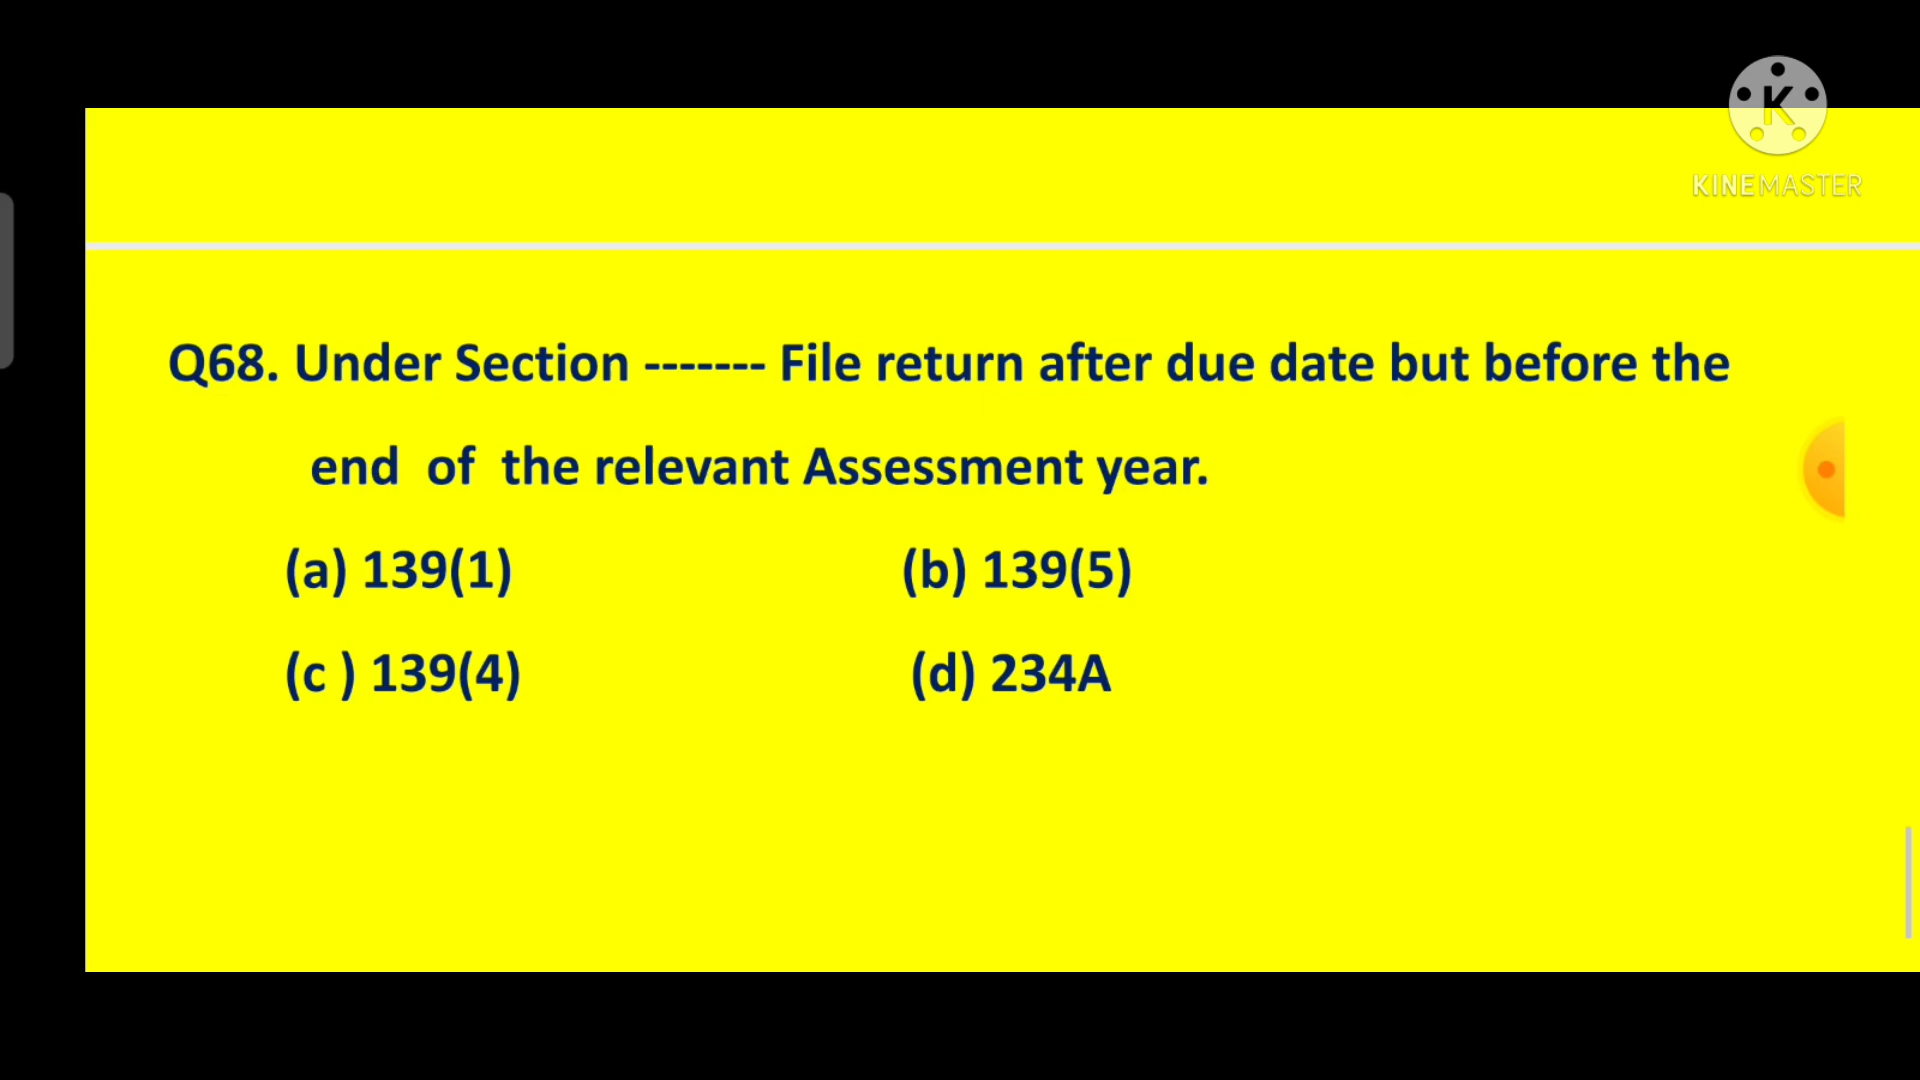 K
KINEMASTER
Q68. Under Section ------- File return after due date but before the
end of the relevant Assessment year.
(a) 139(1) (b) 139(5)
(c ) 139(4) (d) 234A